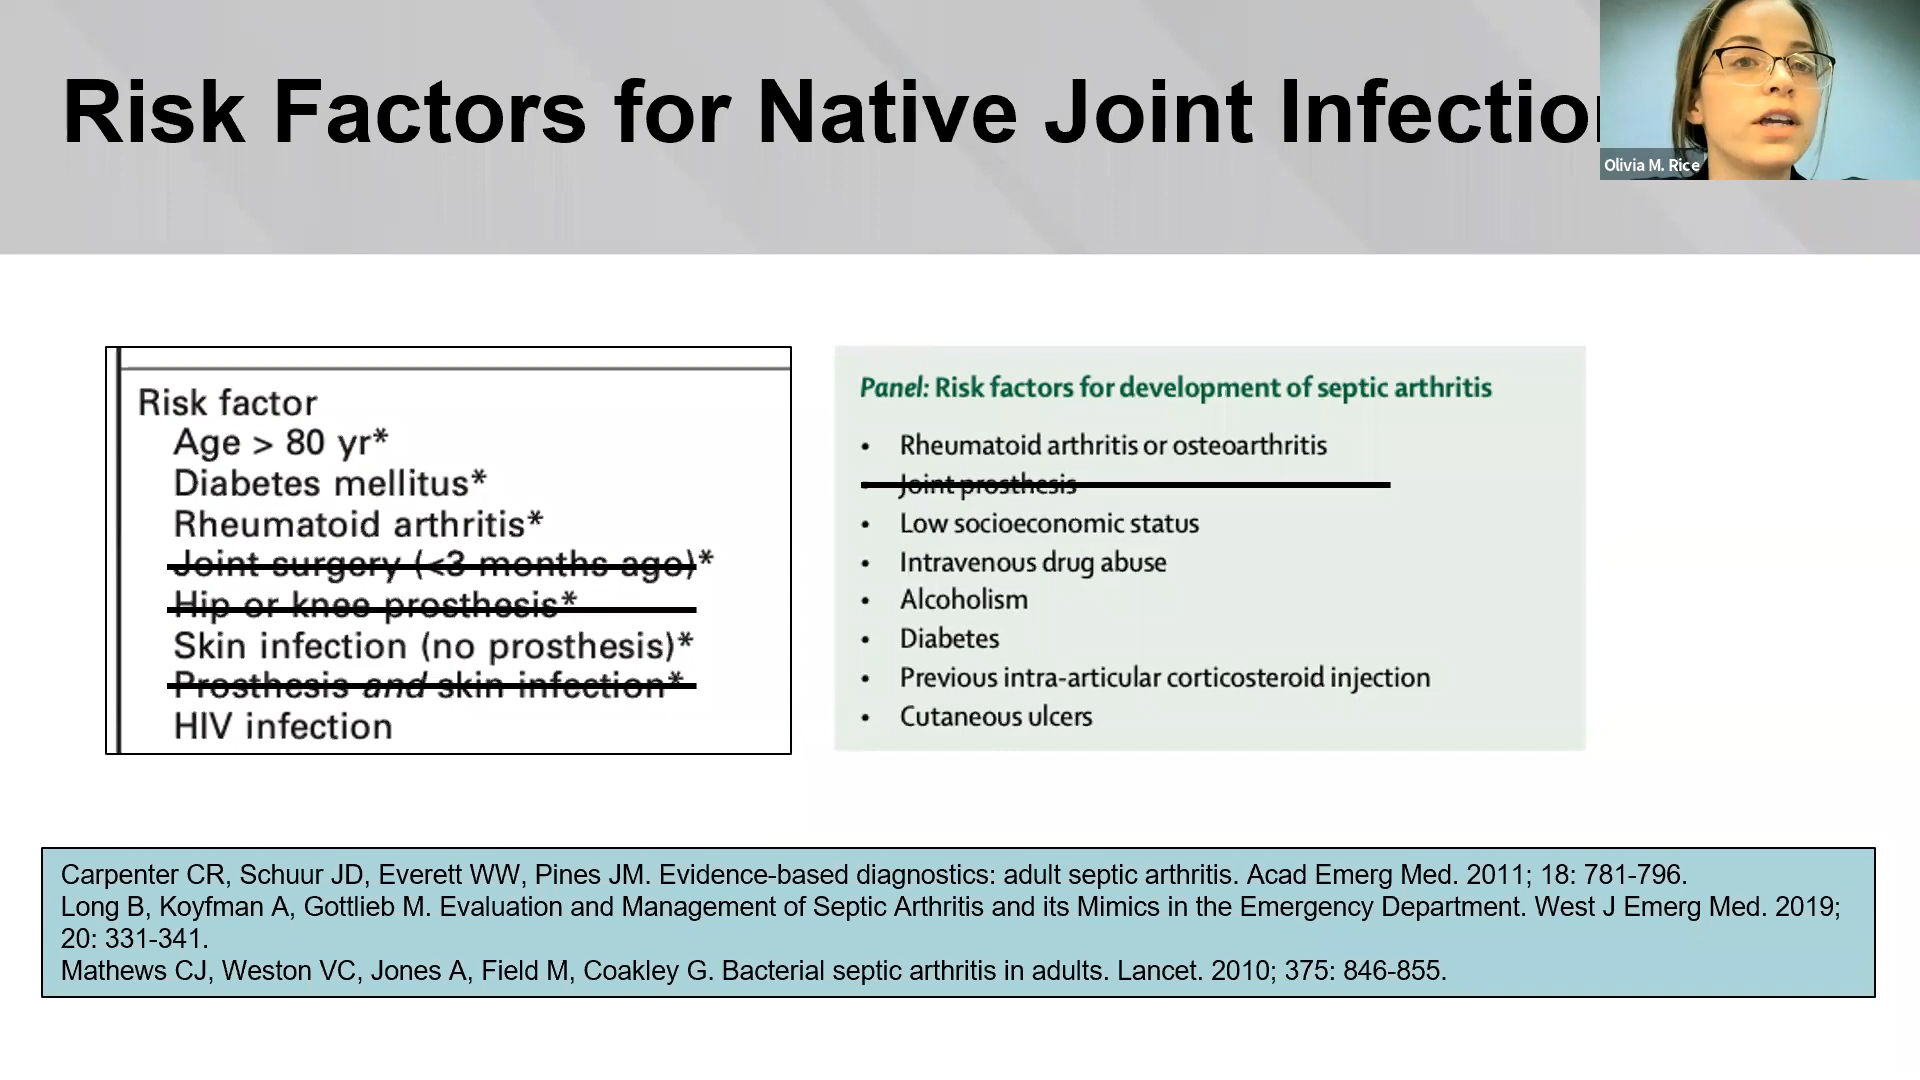 Risk Factors for Native Joint Infectio
Olivia M. Rice
Risk factor
Age > 80 yr*
Diabetes mellitus*
Rheumatoid arthritis*
Joint surgery (<3 months ago)*
Hip or knee prosthesis*
Skin infection (no prosthesis)*
Prosthesis and skin infection*
HIV infection
Panel: Risk factors for development of septic arthritis
• Rheumatoid arthritis or osteoarthritis
Joint prosthesis
• Low socioeconomic status
• Intravenous drug abuse
• Alcoholism
• Diabetes
• Previous intra-articular corticosteroid injection
• Cutaneous ulcers
Carpenter CR, Schuur JD, Everett WW, Pines JM. Evidence-based diagnostics: adult septic arthritis. Acad Emerg Med. 2011; 18: 781-796.
Long B, Koyfman A, Gottlieb M. Evaluation and Management of Septic Arthritis and its Mimics in the Emergency Department. West J Emerg Med. 2019;
20: 331-341.
Mathews CJ, Weston VC, Jones A, Field M, Coakley G. Bacterial septic arthritis in adults. Lancet. 2010; 375: 846-855.